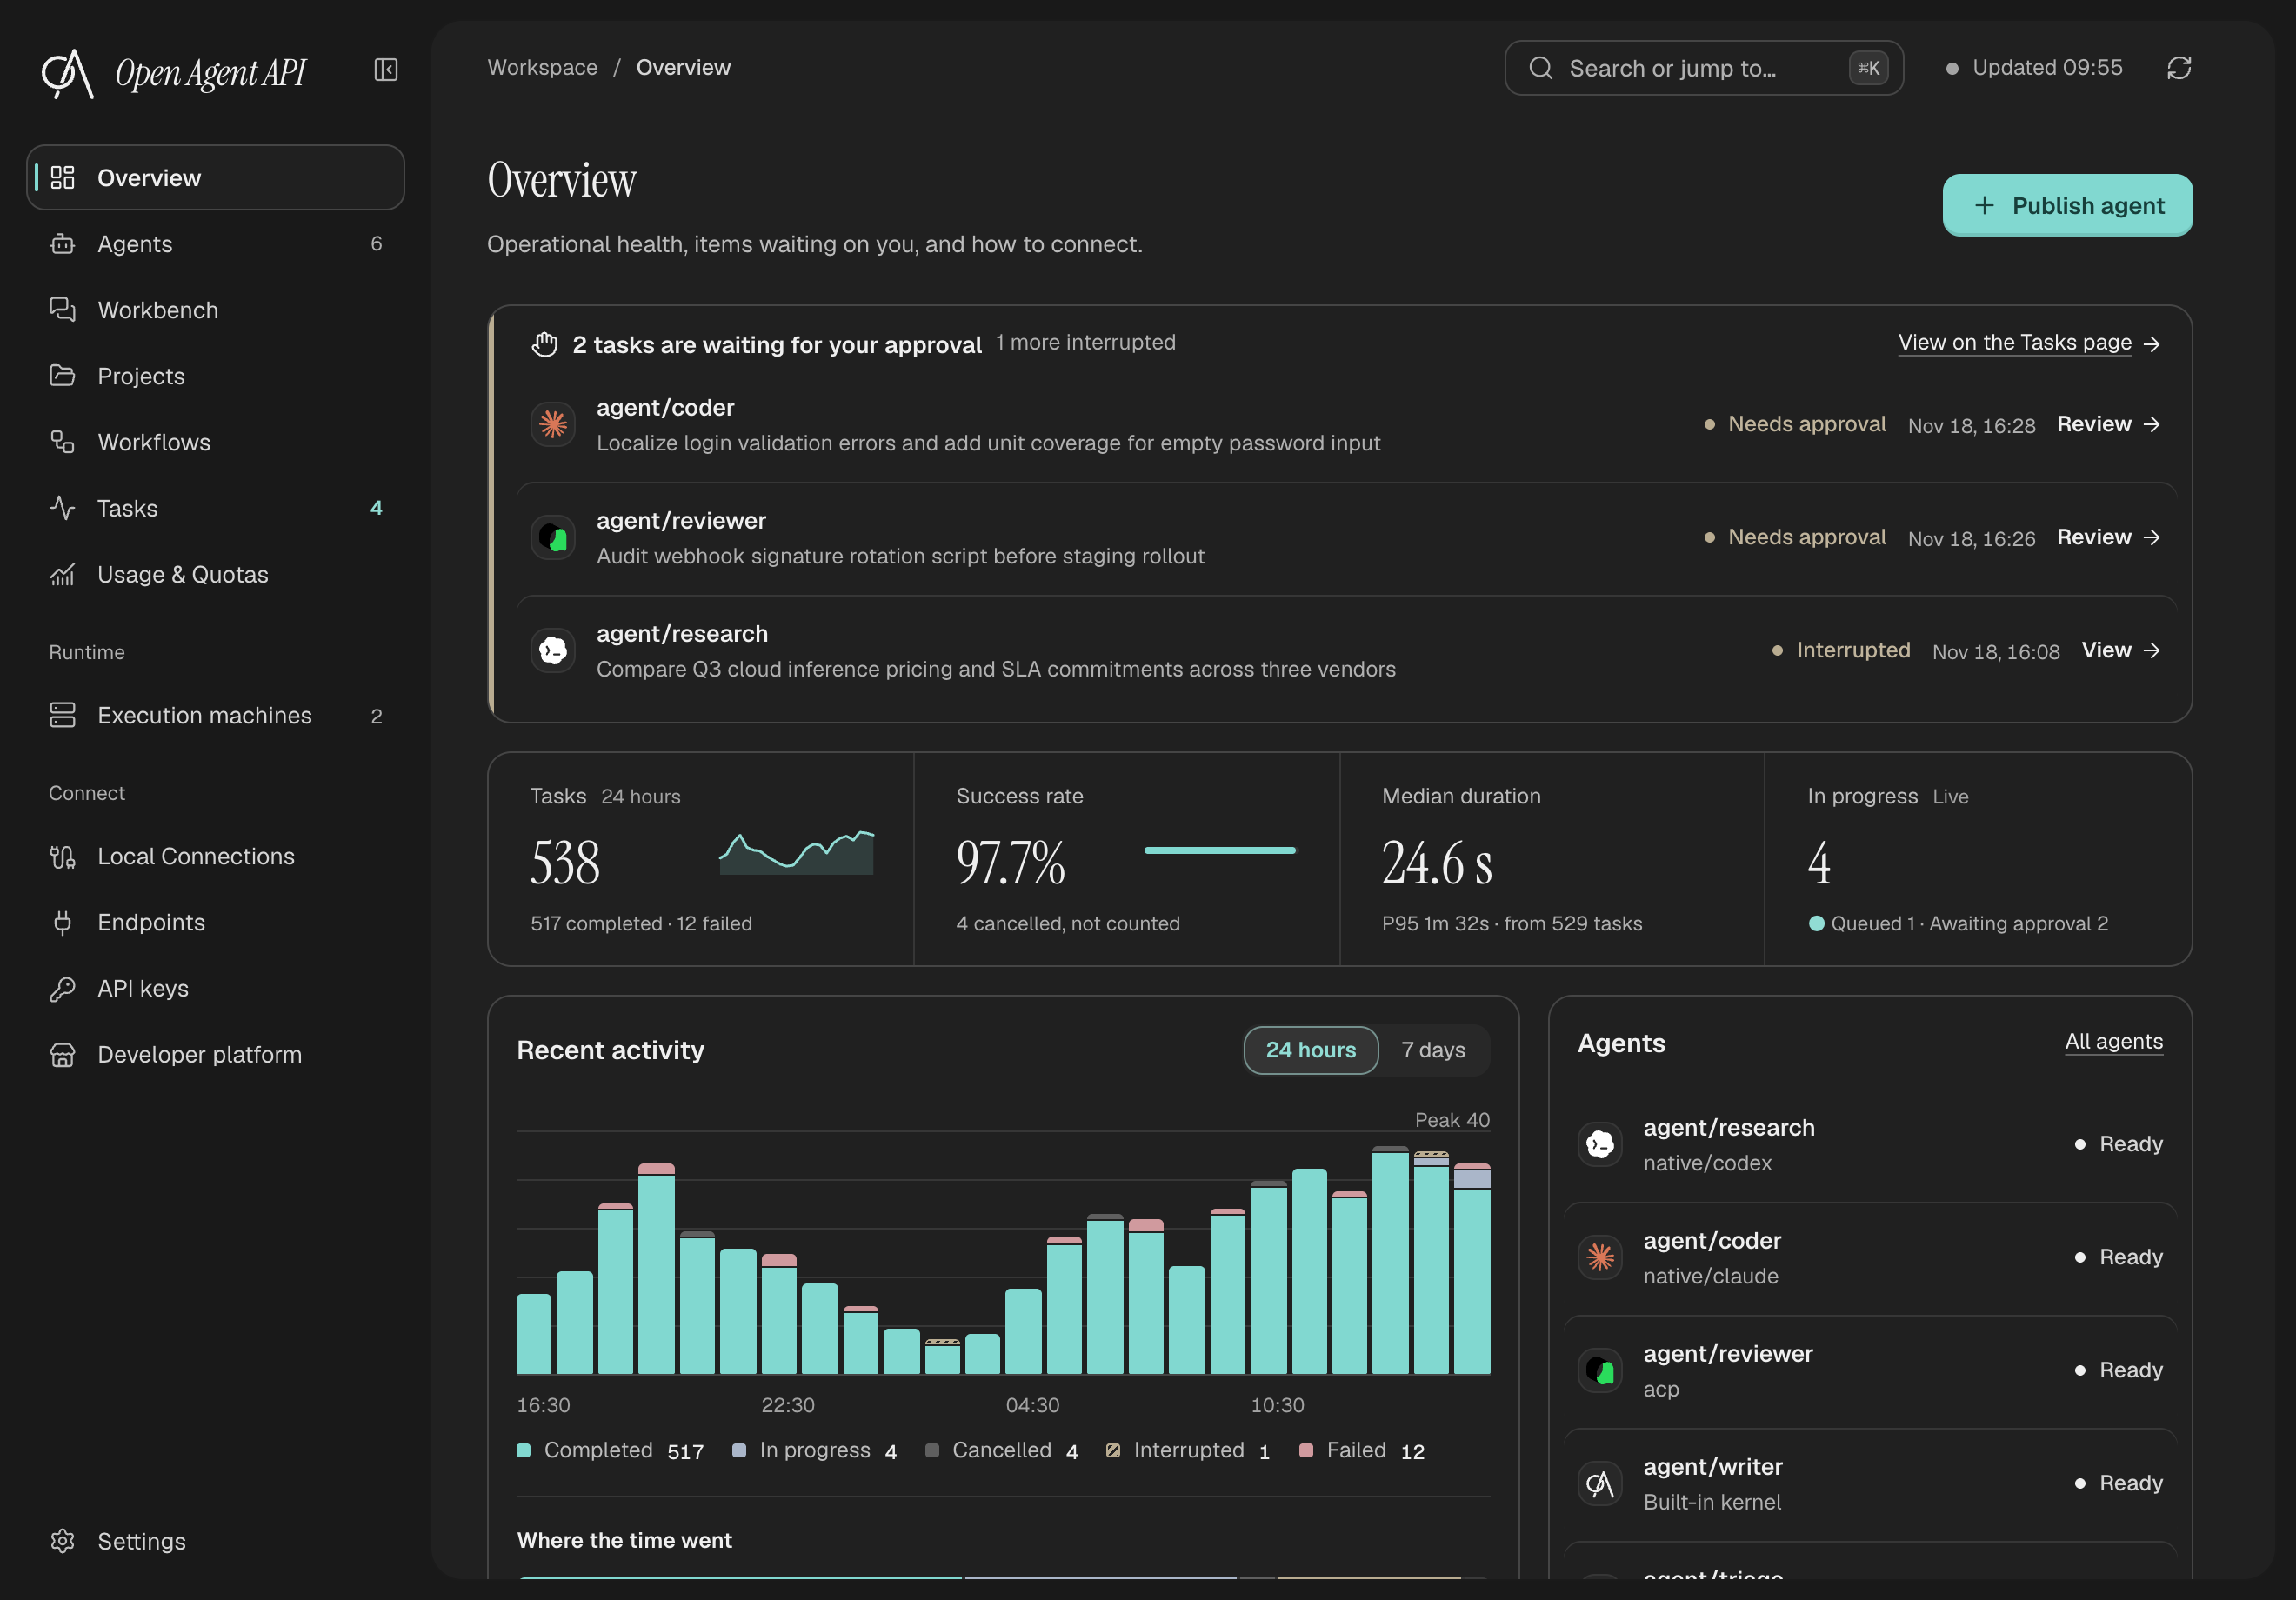 Open Agent API
Overview
Agents 6
Workbench
Projects
Workflows
Tasks 4
Usage & Quotas
Runtime
Execution machines 2
Connect
Local Connections
Endpoints
API keys
Developer platform
Settings
Workspace / Overview
Search or jump to...
⌘K
Updated 09:55
Overview
Operational health, items waiting on you, and how to connect.
+ Publish agent
2 tasks are waiting for your approval 1 more interrupted
View on the Tasks page →
agent/coder
Localize login validation errors and add unit coverage for empty password input
Needs approval Nov 18, 16:28 Review →
agent/reviewer
Audit webhook signature rotation script before staging rollout
Needs approval Nov 18, 16:26 Review →
agent/research
Compare Q3 cloud inference pricing and SLA commitments across three vendors
Interrupted Nov 18, 16:08 View →
Tasks 24 hours
538
517 completed · 12 failed
Success rate
97.7%
4 cancelled, not counted
Median duration
24.6 s
P95 1m 32s · from 529 tasks
In progress Live
4
Queued 1 · Awaiting approval 2
Recent activity
24 hours 7 days
Peak 40
16:30 22:30 04:30 10:30
Completed 517 In progress 4 Cancelled 4 Interrupted 1 Failed 12
Where the time went
Agents
All agents
agent/research
native/codex
Ready
agent/coder
native/claude
Ready
agent/reviewer
acp
Ready
agent/writer
Built-in kernel
Ready
agent/triage